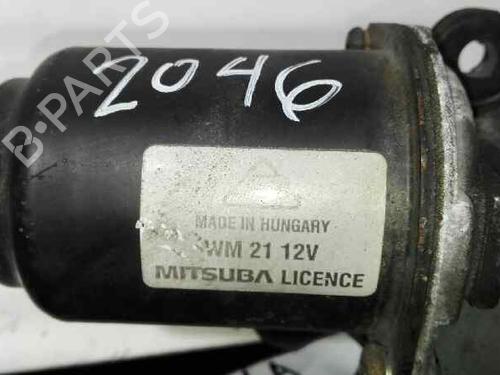 2046
B-PARTS
MADE IN HUNGARY
WM 21 12V
MITSUBA LICENCE